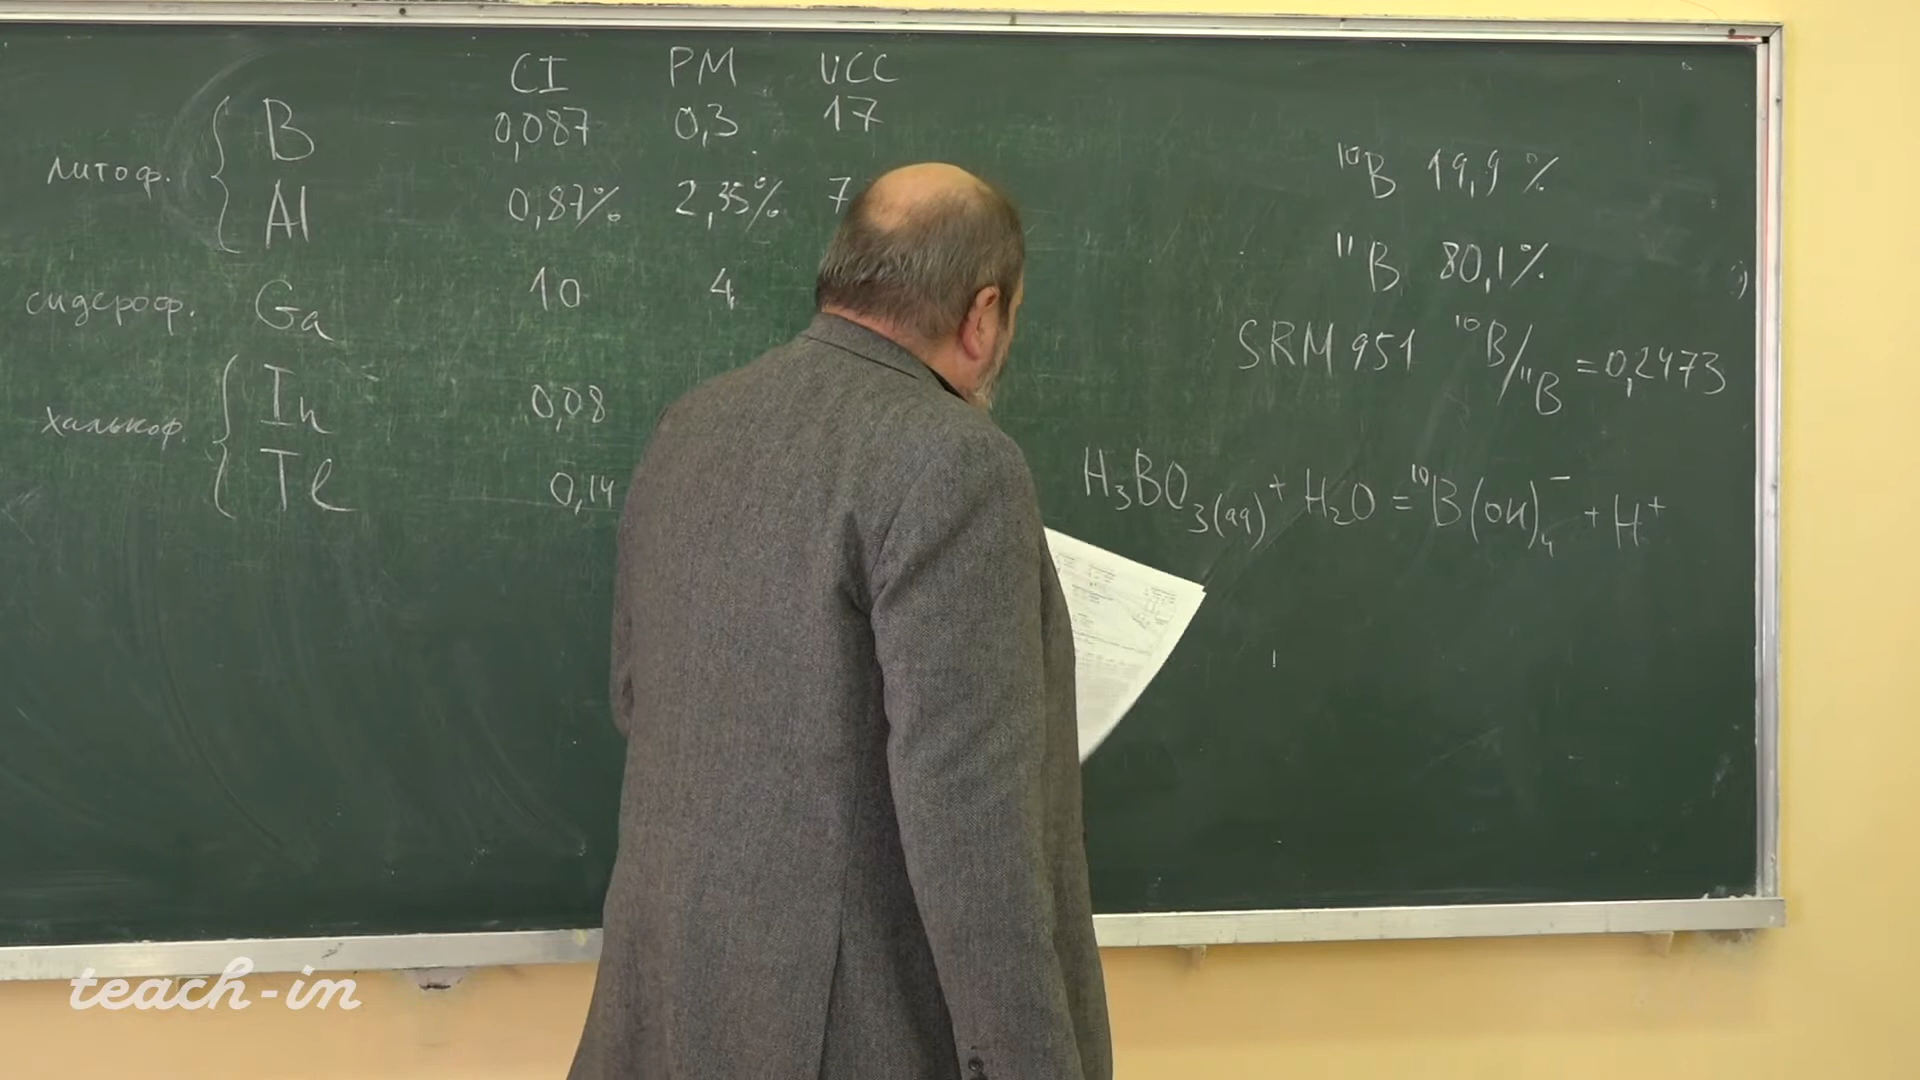 CI PM UCC
B 0,087 0,3 17
литоф.
Al 0,87% 2,35% 7
сидероф. Ga 10 4
In 0,08
халькоф.
Tl 0,14
¹⁰B 19,9 %
¹¹B 80,1%
SRM 951 ¹⁰B/¹¹B = 0,2473
H₃BO₃(aq) + H₂O = ¹⁰B(OH)₄⁻ + H⁺
teach-in